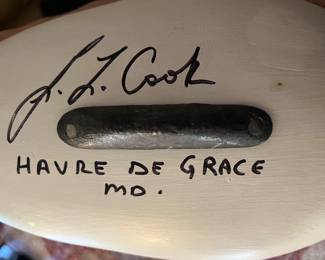 J. L. Cook
HAVRE DE GRACE
MD.